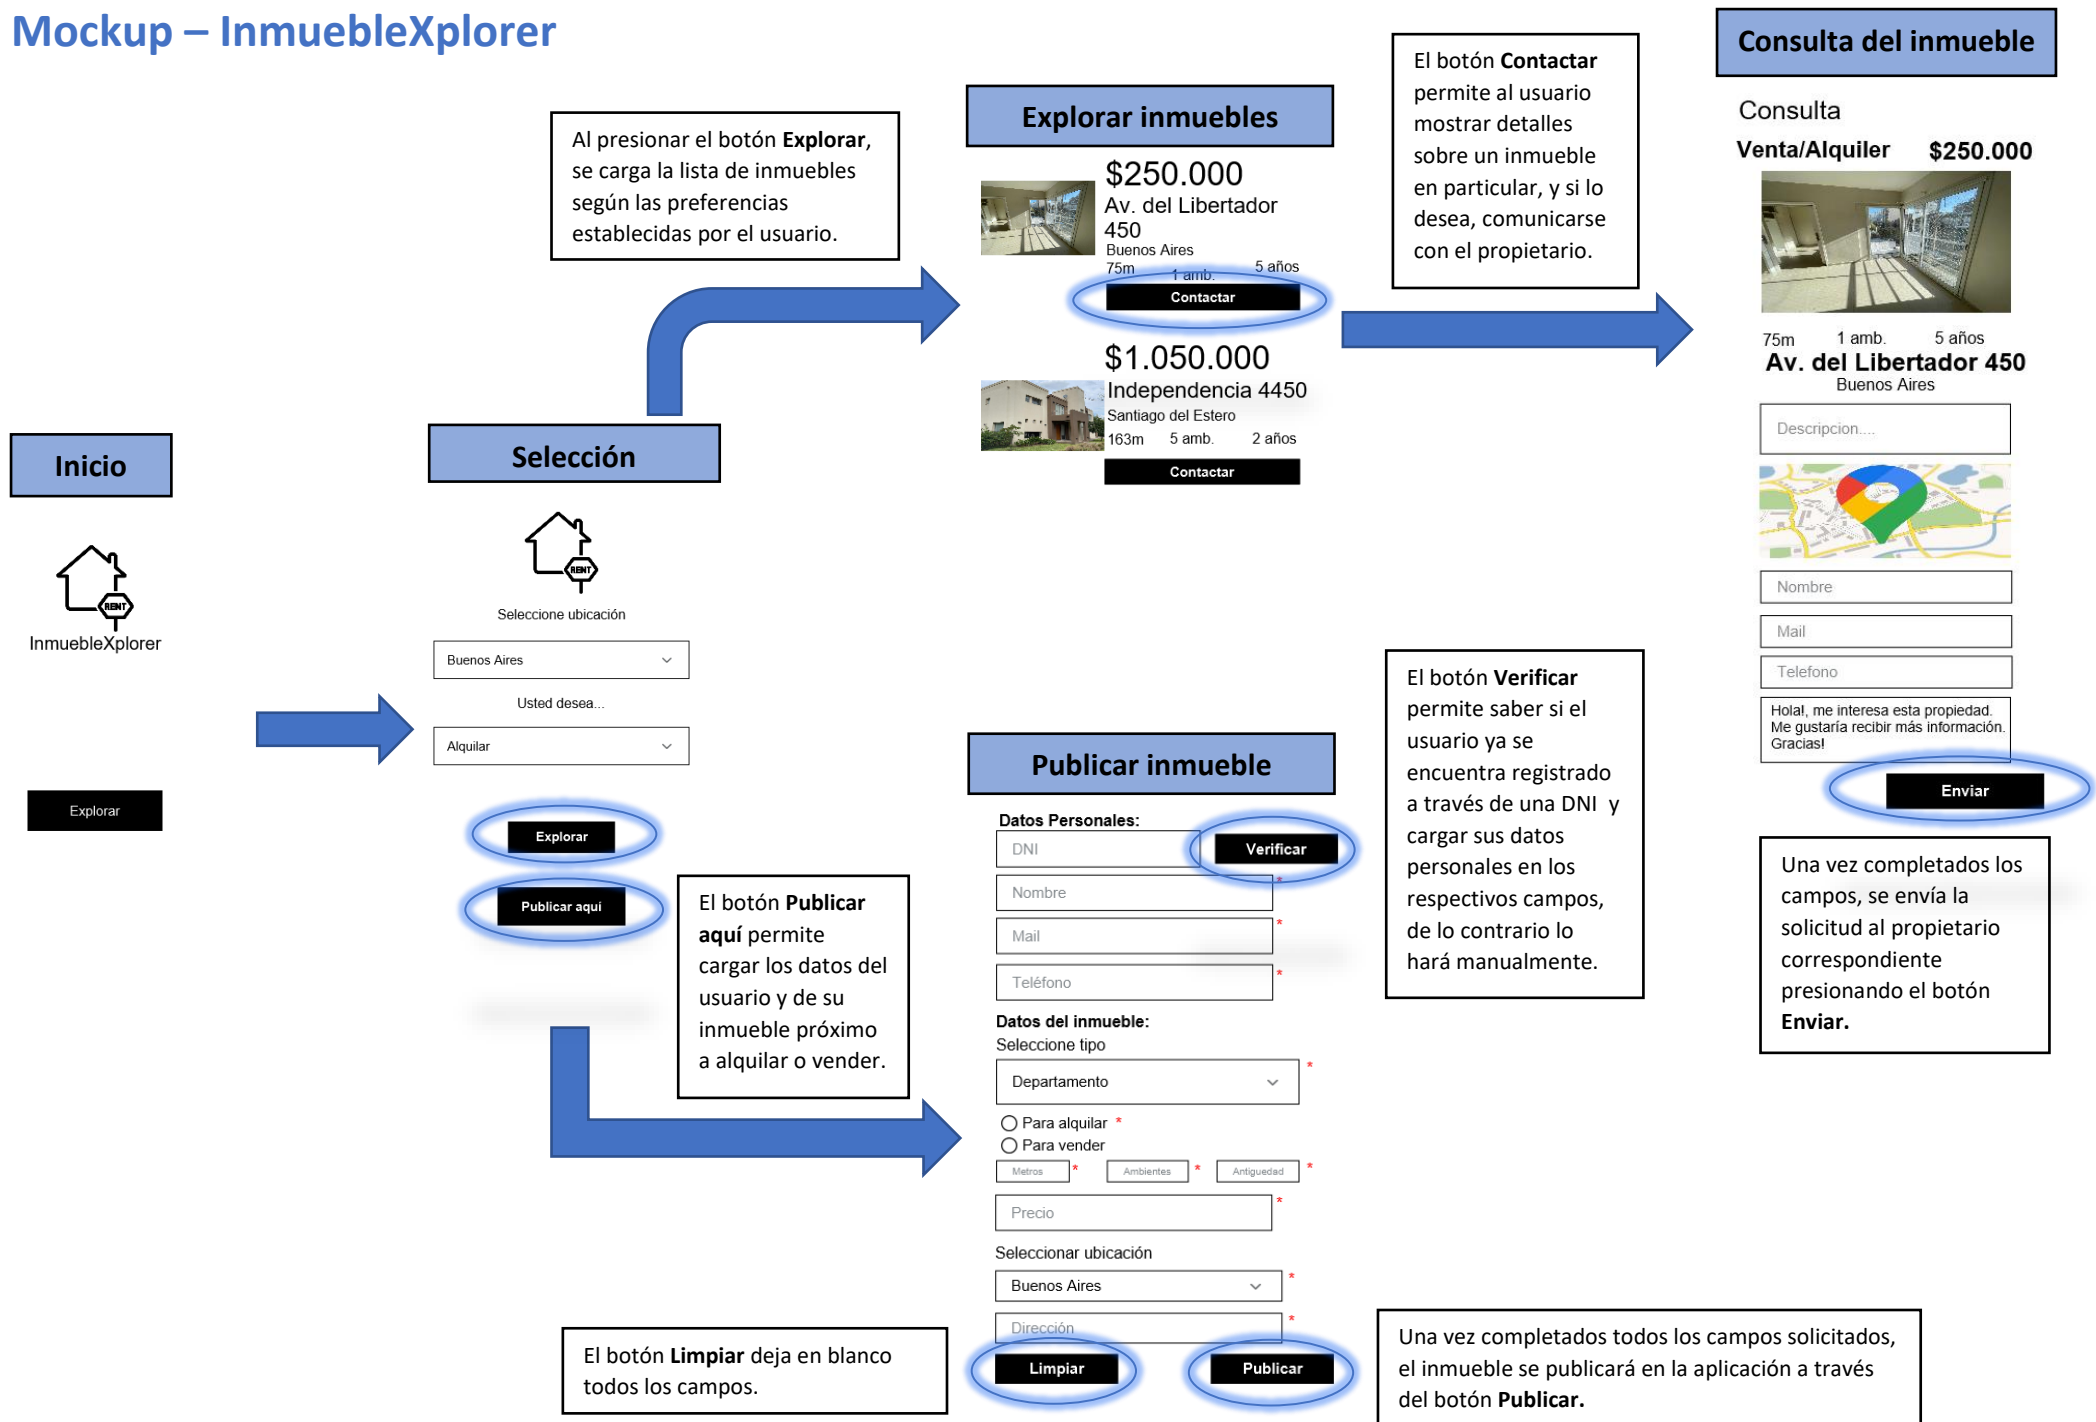 Mockup – InmuebleXplorer
Inicio
RENT
InmuebleXplorer
Explorar
Selección
RENT
Seleccione ubicación
Buenos Aires
Usted desea...
Alquilar
Explorar
Publicar aquí
Al presionar el botón Explorar,
se carga la lista de inmuebles
según las preferencias
establecidas por el usuario.
El botón Publicar
aquí permite
cargar los datos del
usuario y de su
inmueble próximo
a alquilar o vender.
Explorar inmuebles
$250.000
Av. del Libertador
450
Buenos Aires
75m 1 amb. 5 años
Contactar
$1.050.000
Independencia 4450
Santiago del Estero
163m 5 amb. 2 años
Contactar
El botón Contactar
permite al usuario
mostrar detalles
sobre un inmueble
en particular, y si lo
desea, comunicarse
con el propietario.
Consulta del inmueble
Consulta
Venta/Alquiler $250.000
75m 1 amb. 5 años
Av. del Libertador 450
Buenos Aires
Descripcion....
Nombre
Mail
Telefono
Hola!, me interesa esta propiedad.
Me gustaría recibir más información.
Gracias!
Enviar
Una vez completados los
campos, se envía la
solicitud al propietario
correspondiente
presionando el botón
Enviar.
Publicar inmueble
Datos Personales:
DNI Verificar
Nombre *
Mail *
Teléfono *
Datos del inmueble:
Seleccione tipo
Departamento *
Para alquilar *
Para vender
Metros * Ambientes * Antiguedad *
Precio *
Seleccionar ubicación
Buenos Aires *
Dirección *
Limpiar Publicar
El botón Verificar
permite saber si el
usuario ya se
encuentra registrado
a través de una DNI y
cargar sus datos
personales en los
respectivos campos,
de lo contrario lo
hará manualmente.
El botón Limpiar deja en blanco
todos los campos.
Una vez completados todos los campos solicitados,
el inmueble se publicará en la aplicación a través
del botón Publicar.